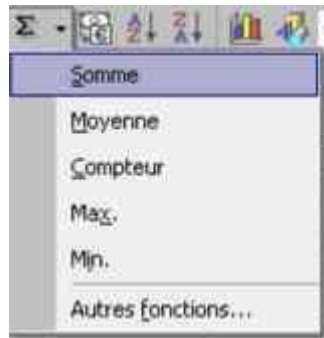 Σ
Somme
Moyenne
Compteur
Max.
Min.
Autres fonctions...